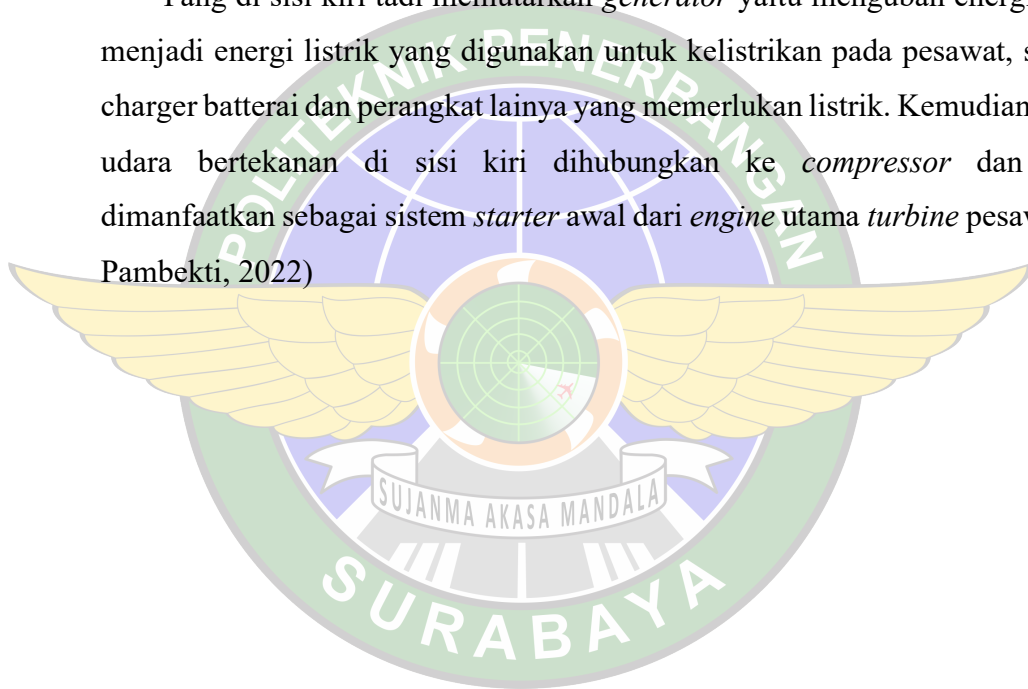 Yang di sisi kiri tadi memutarkan generator yaitu mengubah energi
menjadi energi listrik yang digunakan untuk kelistrikan pada pesawat, s
charger batterai dan perangkat lainya yang memerlukan listrik. Kemudian
udara bertekanan di sisi kiri dihubungkan ke compressor dan
dimanfaatkan sebagai sistem starter awal dari engine utama turbine pesaw
Pambekti, 2022)
POLITEKNIK PENERBANGAN
SUJANMA AKASA MANDALA
SURABAYA